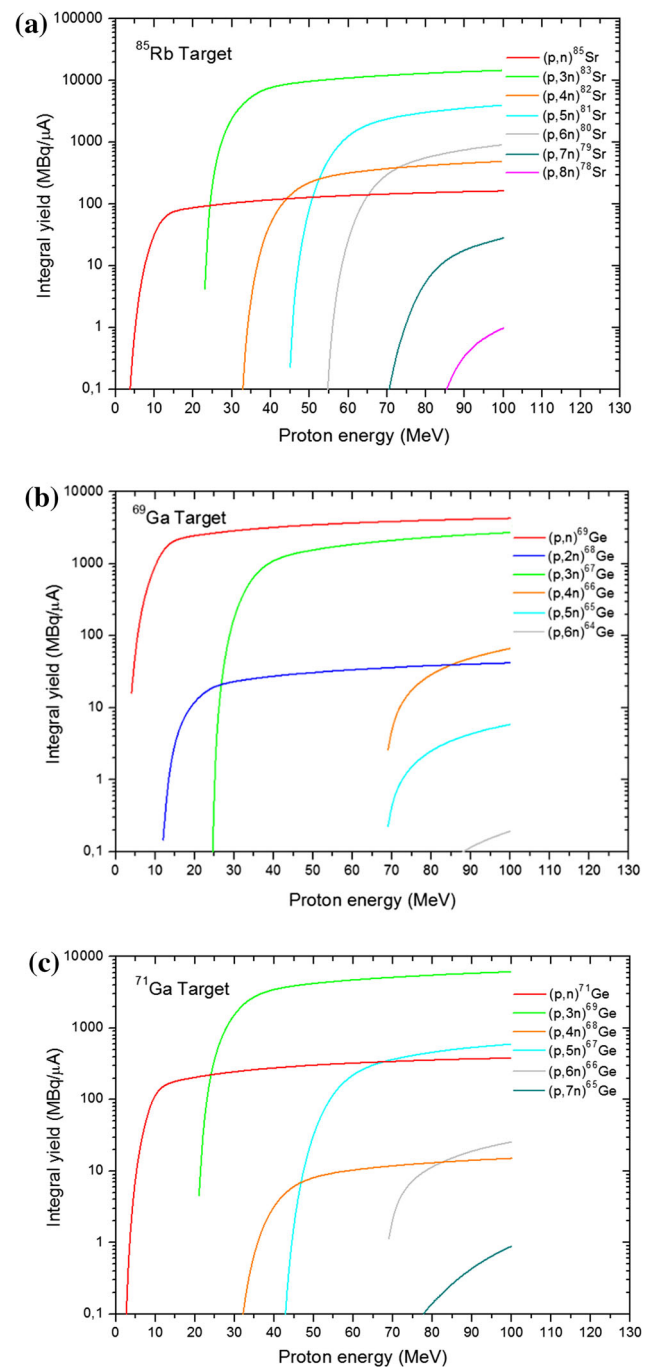 (a)
100000
10000
1000
100
10
1
0,1
Integral yield (MBq/μA)
⁸⁵Rb Target
(p,n)⁸⁵Sr
(p,3n)⁸³Sr
(p,4n)⁸²Sr
(p,5n)⁸¹Sr
(p,6n)⁸⁰Sr
(p,7n)⁷⁹Sr
(p,8n)⁷⁸Sr
0 10 20 30 40 50 60 70 80 90 100 110 120 130
Proton energy (MeV)
(b)
10000
1000
100
10
1
0,1
Integral yield (MBq/μA)
⁶⁹Ga Target
(p,n)⁶⁹Ge
(p,2n)⁶⁸Ge
(p,3n)⁶⁷Ge
(p,4n)⁶⁶Ge
(p,5n)⁶⁵Ge
(p,6n)⁶⁴Ge
0 10 20 30 40 50 60 70 80 90 100 110 120 130
Proton energy (MeV)
(c)
10000
1000
100
10
1
0,1
Integral yield (MBq/μA)
⁷¹Ga Target
(p,n)⁷¹Ge
(p,3n)⁶⁹Ge
(p,4n)⁶⁸Ge
(p,5n)⁶⁷Ge
(p,6n)⁶⁶Ge
(p,7n)⁶⁵Ge
0 10 20 30 40 50 60 70 80 90 100 110 120 130
Proton energy (MeV)